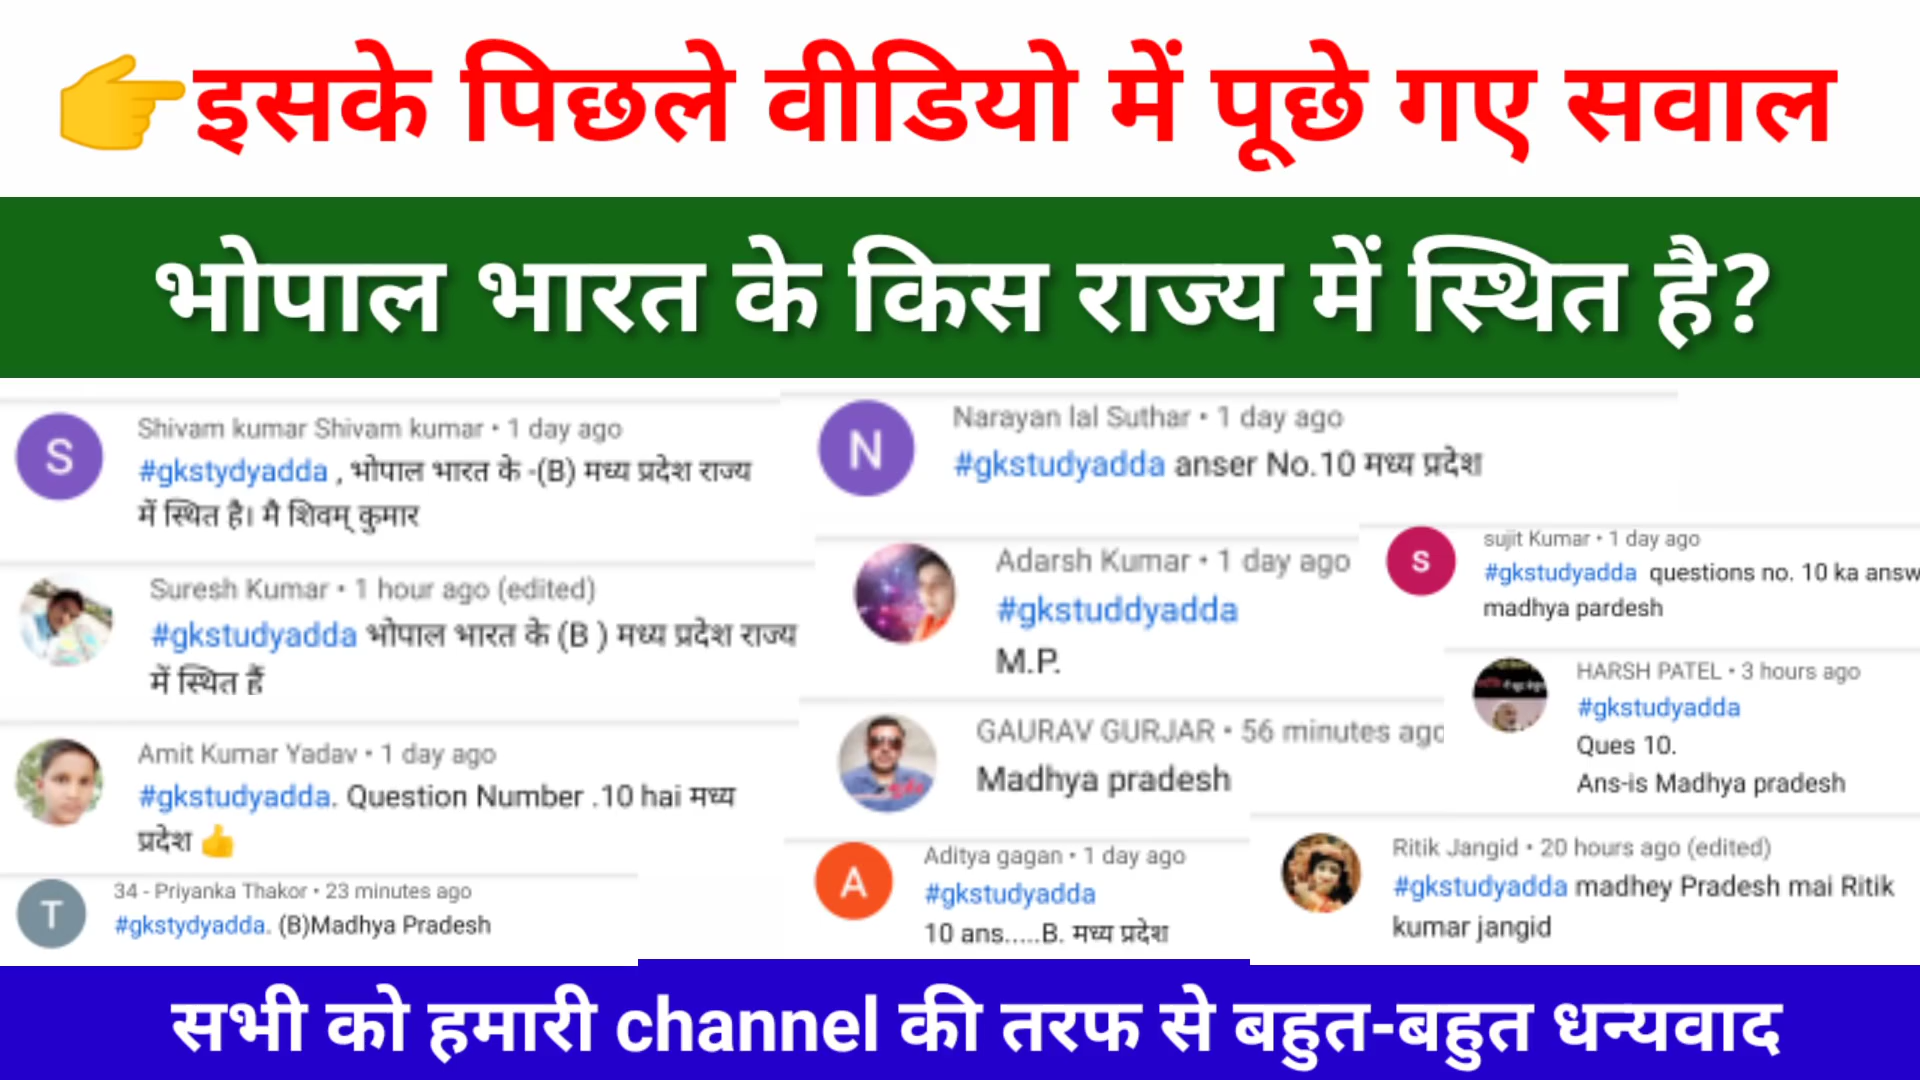 इसके पिछले वीडियो में पूछे गए सवाल
भोपाल भारत के किस राज्य में स्थित है?
S
Shivam kumar Shivam kumar • 1 day ago
#gkstydyadda , भोपाल भारत के -(B) मध्य प्रदेश राज्य
में स्थित है। मै शिवम् कुमार
Suresh Kumar • 1 hour ago (edited)
#gkstudyadda भोपाल भारत के (B ) मध्य प्रदेश राज्य
में स्थित हैं
Amit Kumar Yadav • 1 day ago
#gkstudyadda. Question Number .10 hai मध्य
प्रदेश 👍
T
34 - Priyanka Thakor • 23 minutes ago
#gkstydyadda. (B)Madhya Pradesh
N
Narayan lal Suthar • 1 day ago
#gkstudyadda anser No.10 मध्य प्रदेश
Adarsh Kumar • 1 day ago
#gkstuddyadda
M.P.
GAURAV GURJAR • 56 minutes ago
Madhya pradesh
A
Aditya gagan • 1 day ago
#gkstudyadda
10 ans.....B. मध्य प्रदेश
s
sujit Kumar • 1 day ago
#gkstudyadda questions no. 10 ka answ
madhya pardesh
HARSH PATEL • 3 hours ago
#gkstudyadda
Ques 10.
Ans-is Madhya pradesh
Ritik Jangid • 20 hours ago (edited)
#gkstudyadda madhey Pradesh mai Ritik
kumar jangid
सभी को हमारी channel की तरफ से बहुत-बहुत धन्यवाद